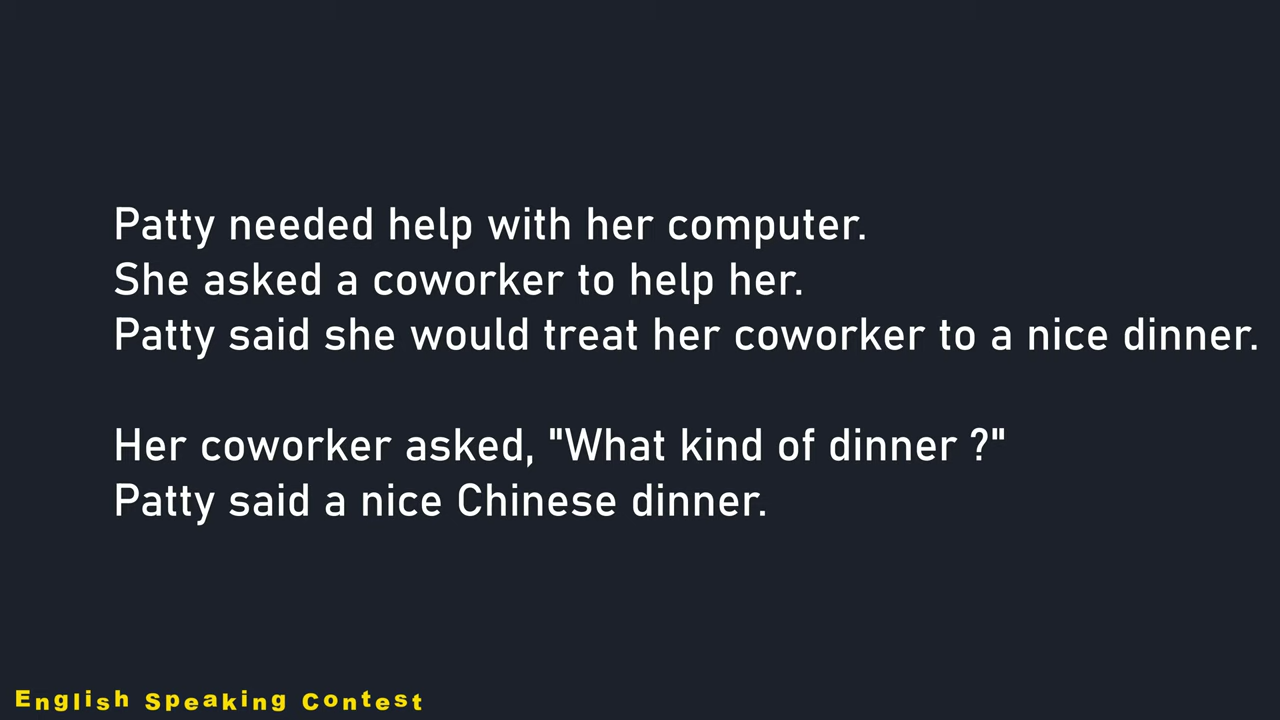 Patty needed help with her computer.
She asked a coworker to help her.
Patty said she would treat her coworker to a nice dinner.
Her coworker asked, "What kind of dinner ?"
Patty said a nice Chinese dinner.
English Speaking Contest